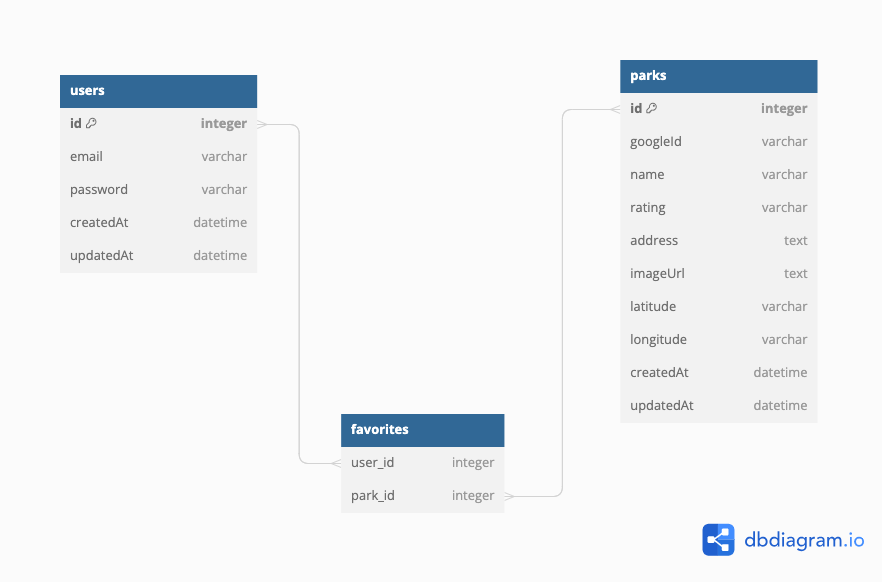 users
id integer
email varchar
password varchar
createdAt datetime
updatedAt datetime
parks
id integer
googleId varchar
name varchar
rating varchar
address text
imageUrl text
latitude varchar
longitude varchar
createdAt datetime
updatedAt datetime
favorites
user_id integer
park_id integer
dbdiagram.io